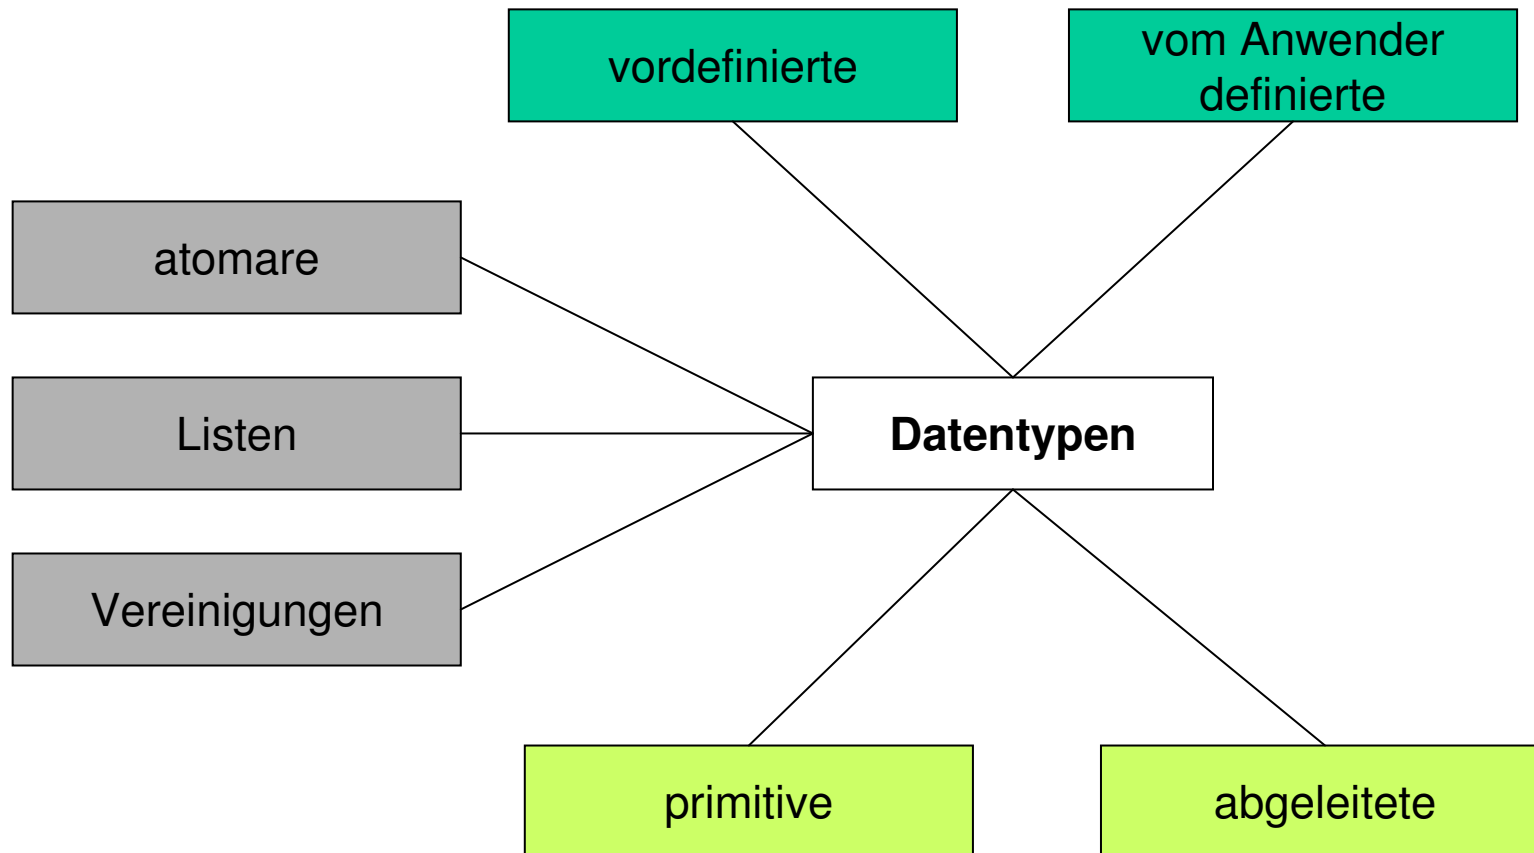 vordefinierte
vom Anwender
definierte
atomare
Listen
Datentypen
Vereinigungen
primitive
abgeleitete